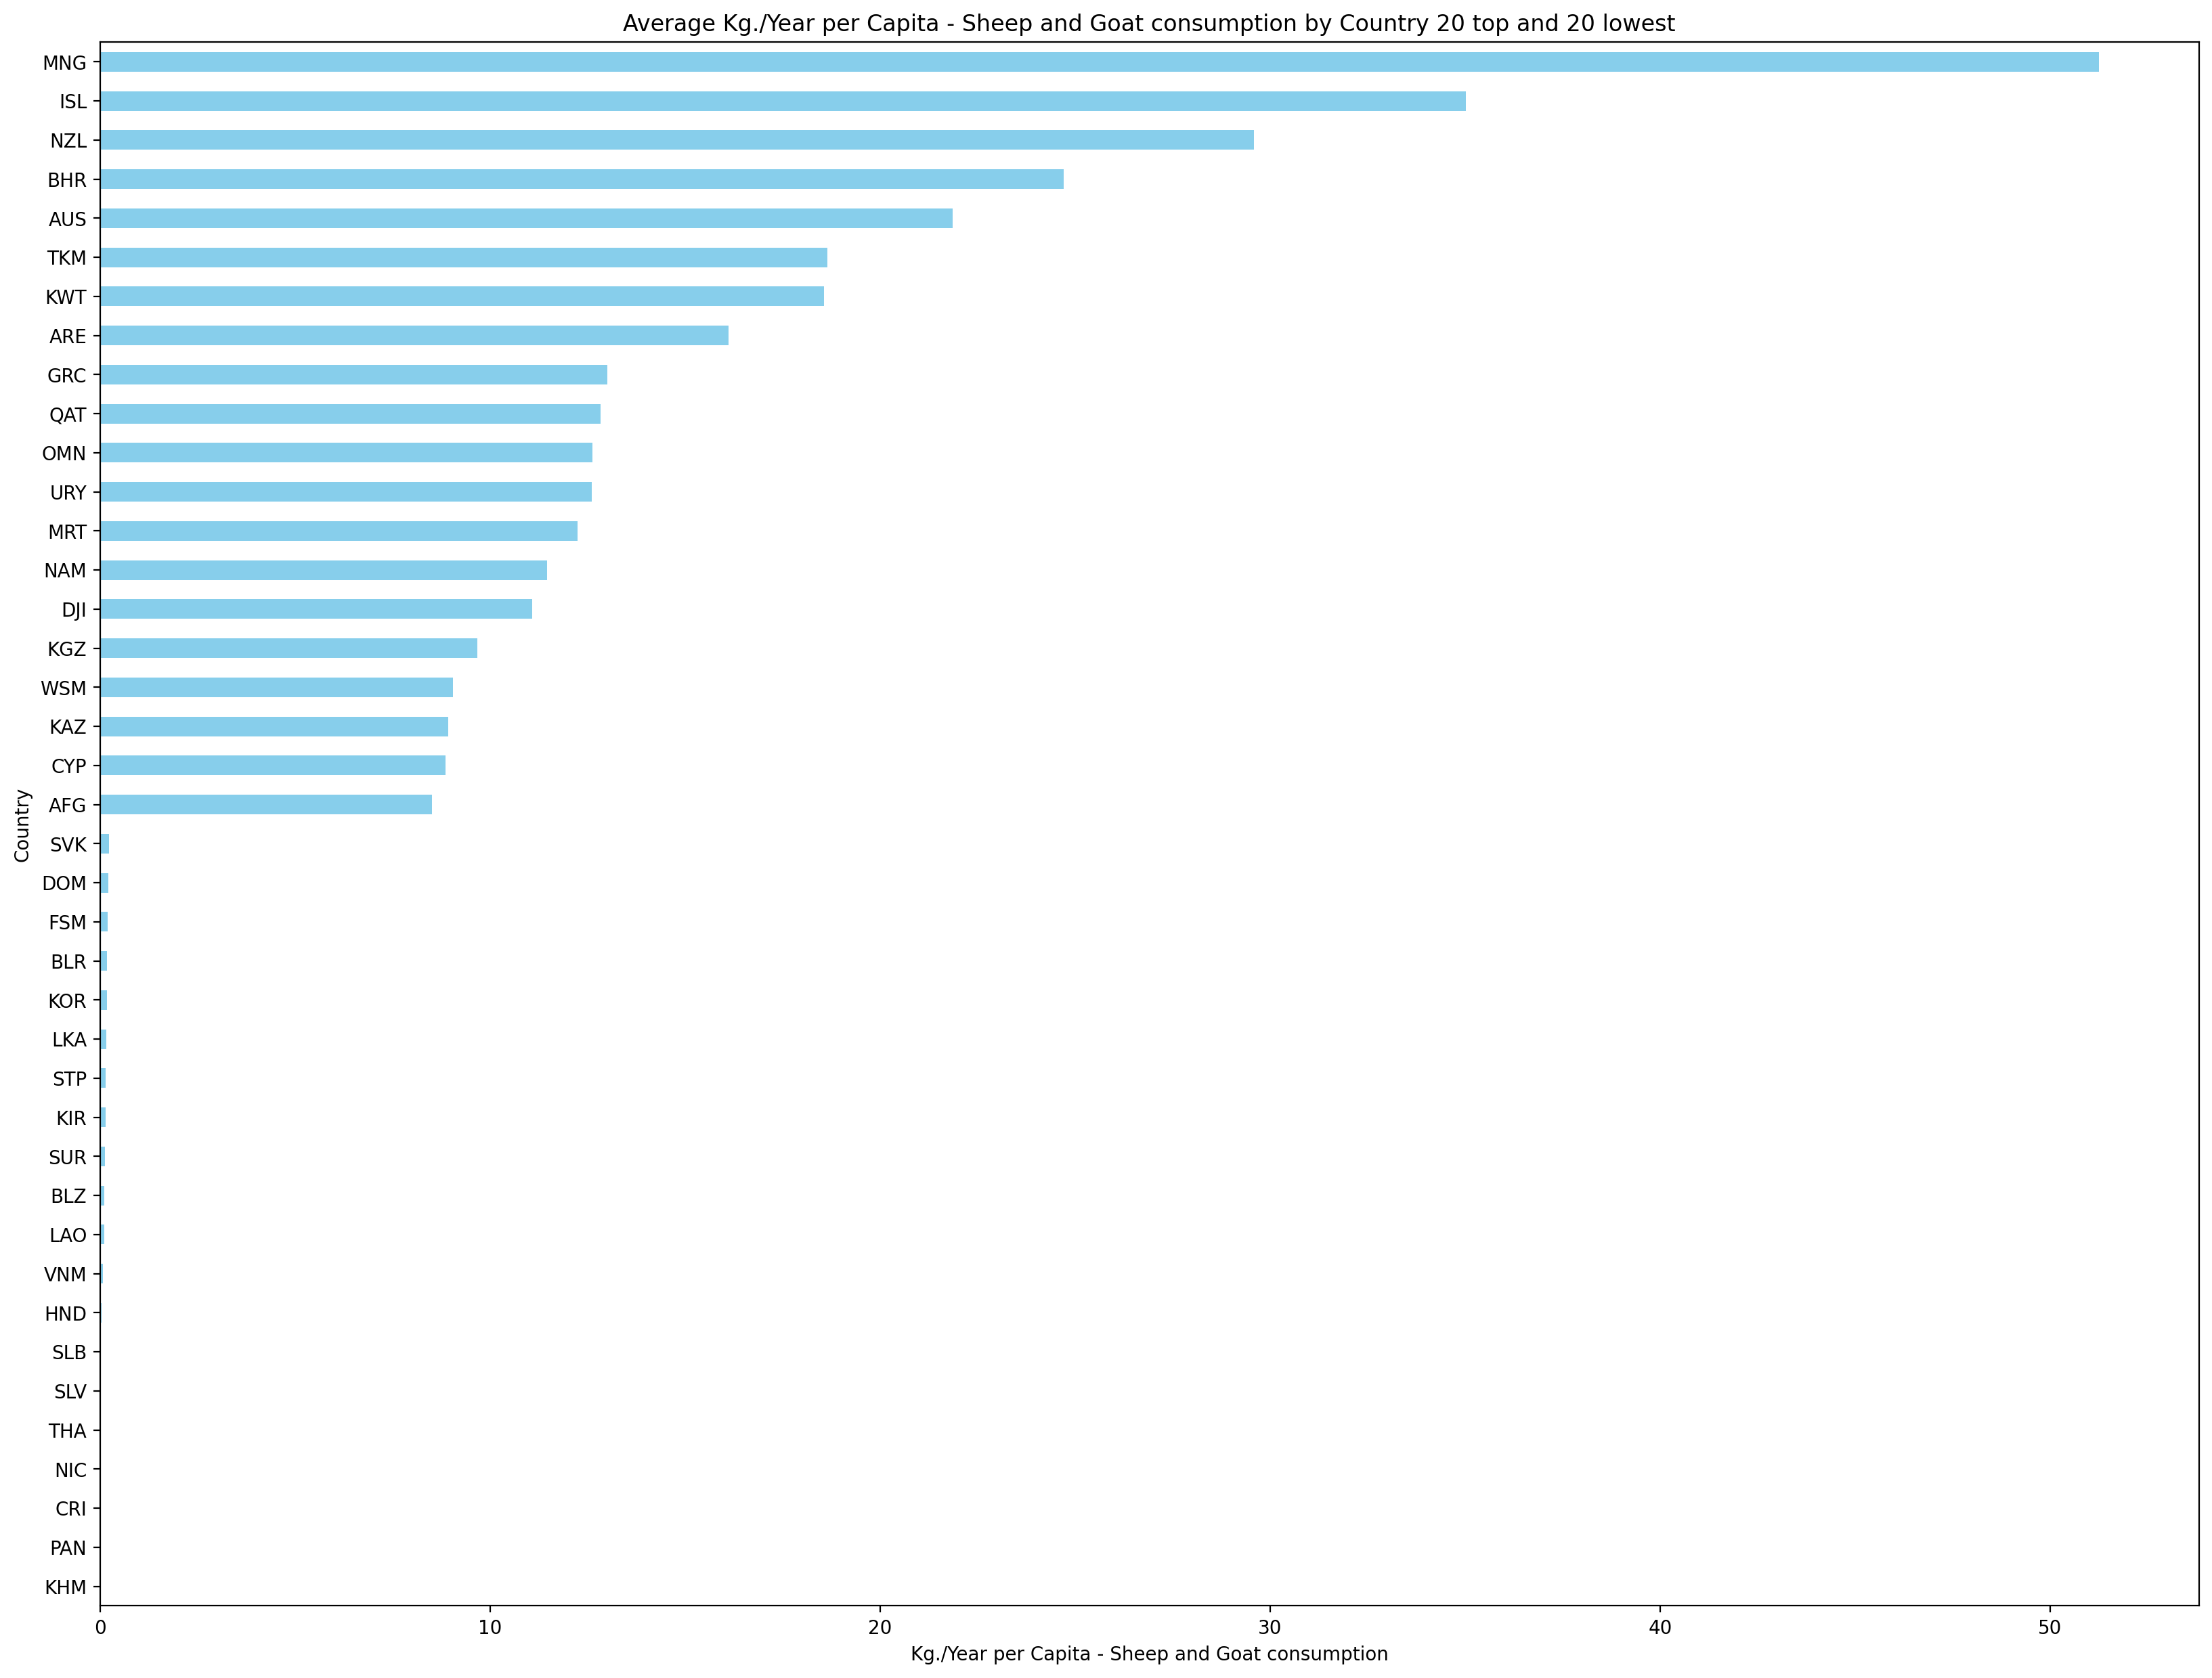 Average Kg./Year per Capita - Sheep and Goat consumption by Country 20 top and 20 lowest
MNG
ISL
NZL
BHR
AUS
TKM
KWT
ARE
GRC
QAT
OMN
URY
MRT
NAM
DJI
KGZ
WSM
KAZ
CYP
AFG
SVK
DOM
FSM
BLR
KOR
LKA
STP
KIR
SUR
BLZ
LAO
VNM
HND
SLB
SLV
THA
NIC
CRI
PAN
KHM
Country
0 10 20 30 40 50
Kg./Year per Capita - Sheep and Goat consumption